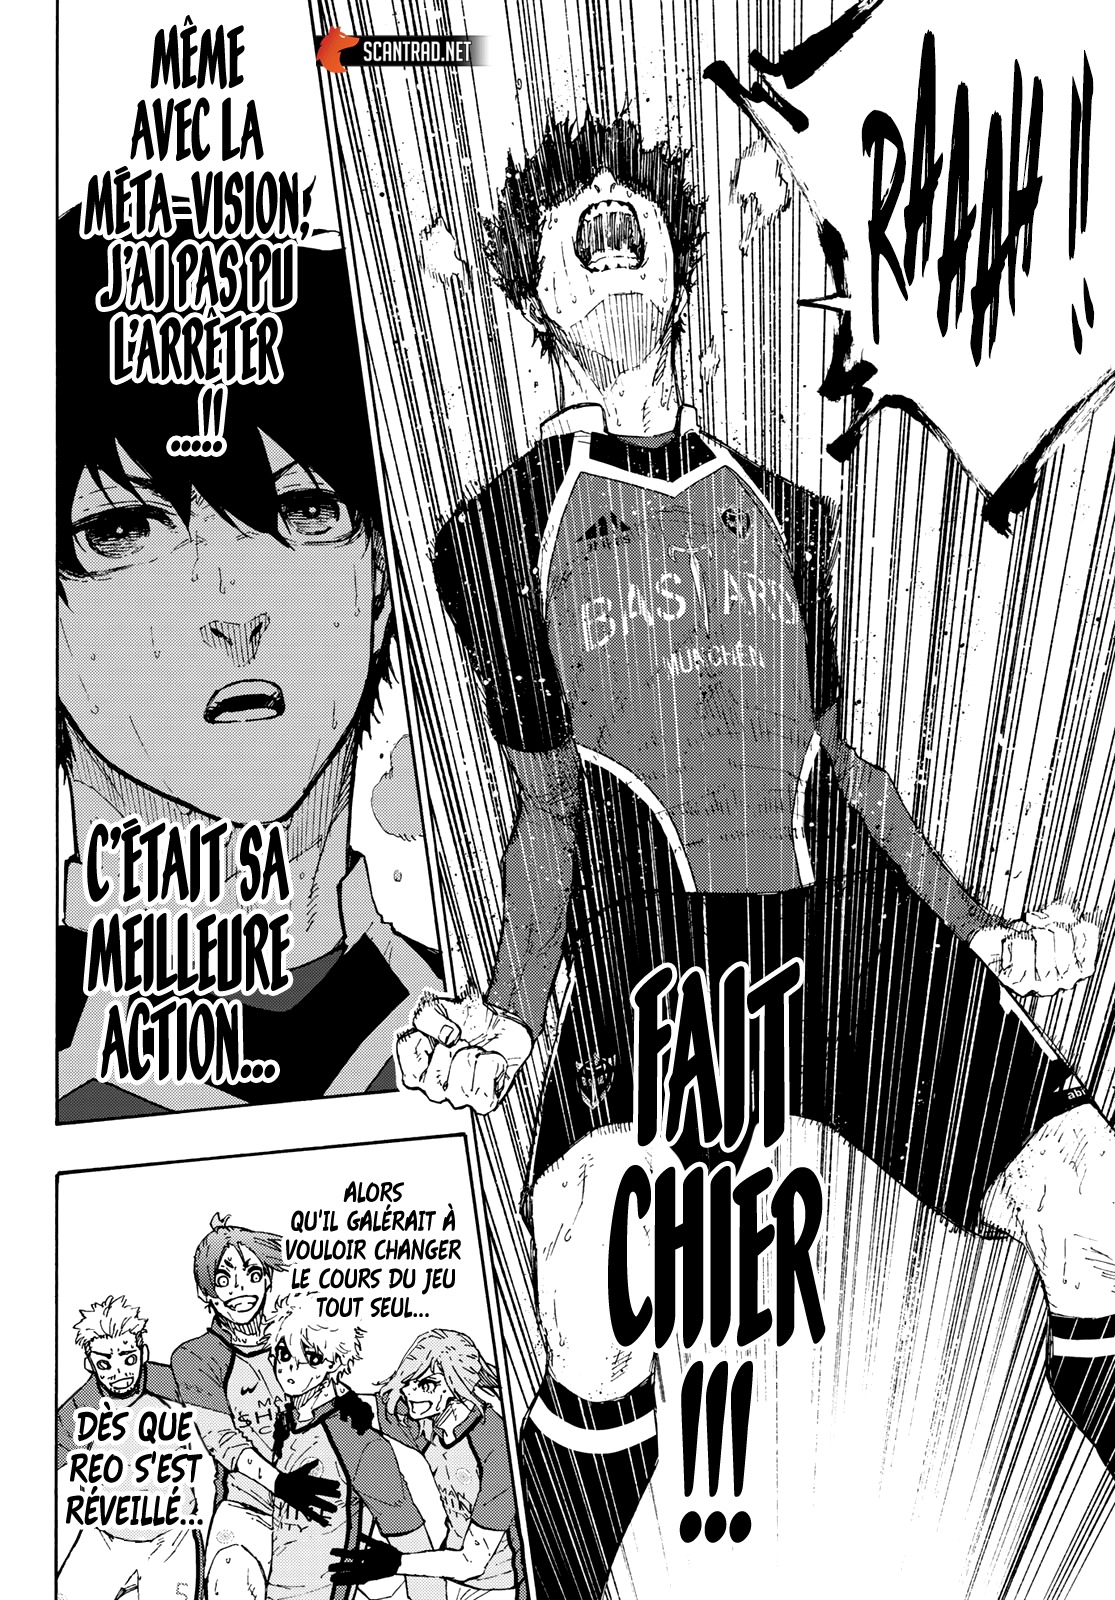 SCANTRAD.NET
RAAAH !!
MÊME
AVEC LA
MÉTA-VISION,
J'AI PAS PU
L'ARRÊTER
...!!
BASTARD
MÜNCHEN
C'ÉTAIT SA
MEILLEURE
ACTION...
FAIT
CHIER
!!!...
ALORS
QU'IL GALÉRAIT À
VOULOIR CHANGER
LE COURS DU JEU
TOUT SEUL...
DÈS QUE
REO S'EST
RÉVEILLÉ...